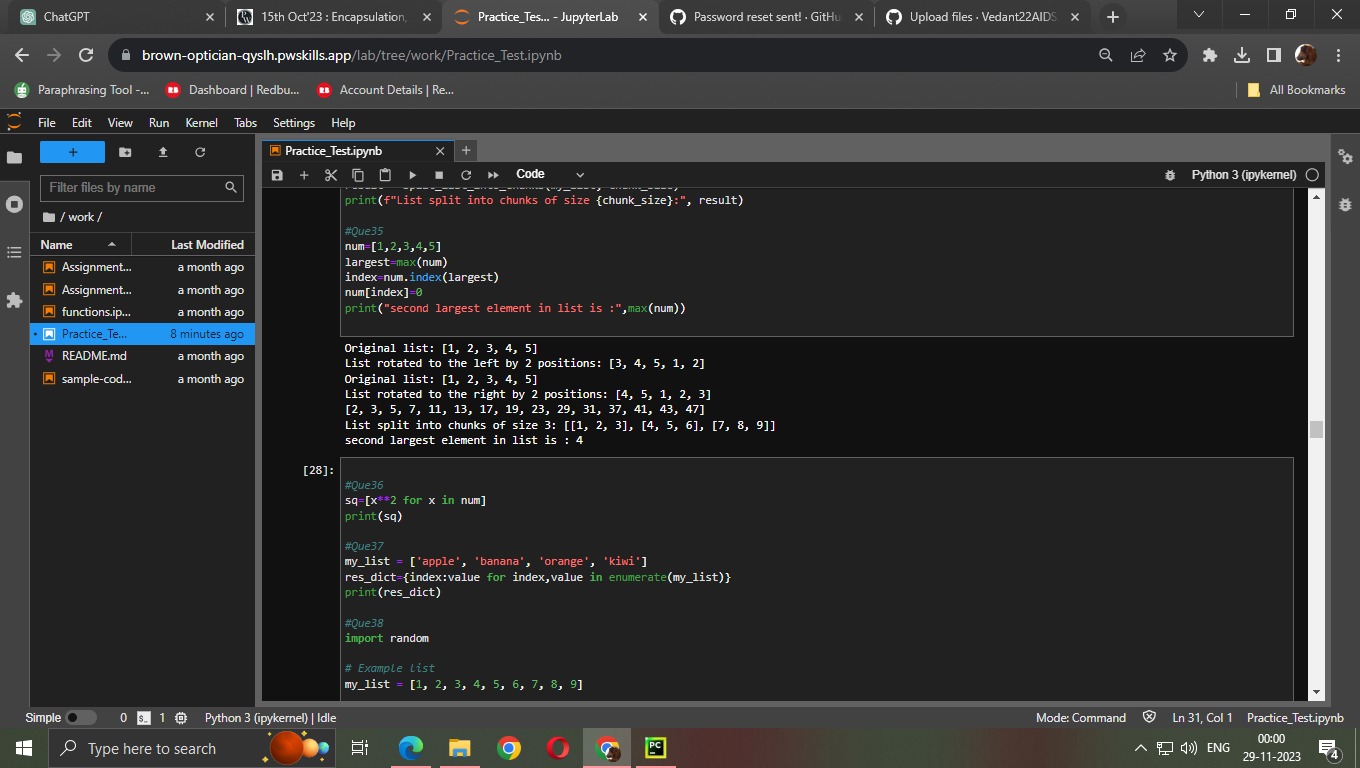 ChatGPT
15th Oct'23 : Encapsulation,
Practice_Tes... - JupyterLab
Password reset sent! · GitHu
Upload files · Vedant22AIDS
brown-optician-qyslh.pwskills.app/lab/tree/work/Practice_Test.ipynb
Paraphrasing Tool -...
Dashboard | Redbu...
Account Details | Re...
All Bookmarks
File Edit View Run Kernel Tabs Settings Help
Filter files by name
/ work /
Name Last Modified
Assignment... a month ago
Assignment... a month ago
functions.ip... a month ago
Practice_Te... 8 minutes ago
README.md a month ago
sample-cod... a month ago
Practice_Test.ipynb
Code
Python 3 (ipykernel)
print(f"List split into chunks of size {chunk_size}:", result)
#Que35
num=[1,2,3,4,5]
largest=max(num)
index=num.index(largest)
num[index]=0
print("second largest element in list is :",max(num))
Original list: [1, 2, 3, 4, 5]
List rotated to the left by 2 positions: [3, 4, 5, 1, 2]
Original list: [1, 2, 3, 4, 5]
List rotated to the right by 2 positions: [4, 5, 1, 2, 3]
[2, 3, 5, 7, 11, 13, 17, 19, 23, 29, 31, 37, 41, 43, 47]
List split into chunks of size 3: [[1, 2, 3], [4, 5, 6], [7, 8, 9]]
second largest element in list is : 4
[28]:
#Que36
sq=[x**2 for x in num]
print(sq)
#Que37
my_list = ['apple', 'banana', 'orange', 'kiwi']
res_dict={index:value for index,value in enumerate(my_list)}
print(res_dict)
#Que38
import random
# Example list
my_list = [1, 2, 3, 4, 5, 6, 7, 8, 9]
Simple 0 1 Python 3 (ipykernel) | Idle
Mode: Command Ln 31, Col 1 Practice_Test.ipynb
Type here to search
PC
ENG
00:00
29-11-2023
4